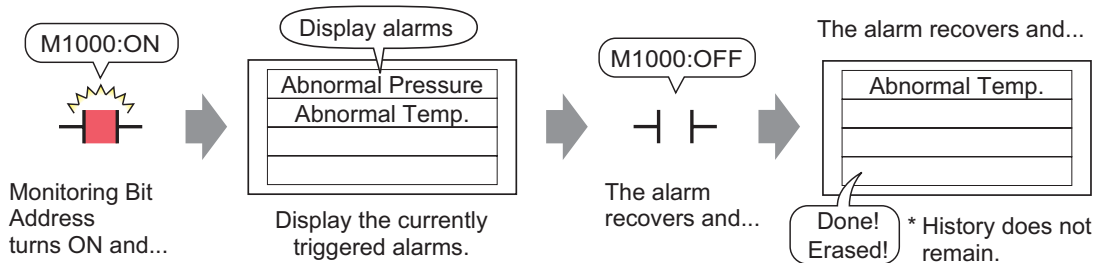 M1000:ON
Monitoring Bit
Address
turns ON and...
Display alarms
Abnormal Pressure
Abnormal Temp.
Display the currently
triggered alarms.
M1000:OFF
The alarm
recovers and...
The alarm recovers and...
Abnormal Temp.
Done!
Erased!
* History does not
remain.